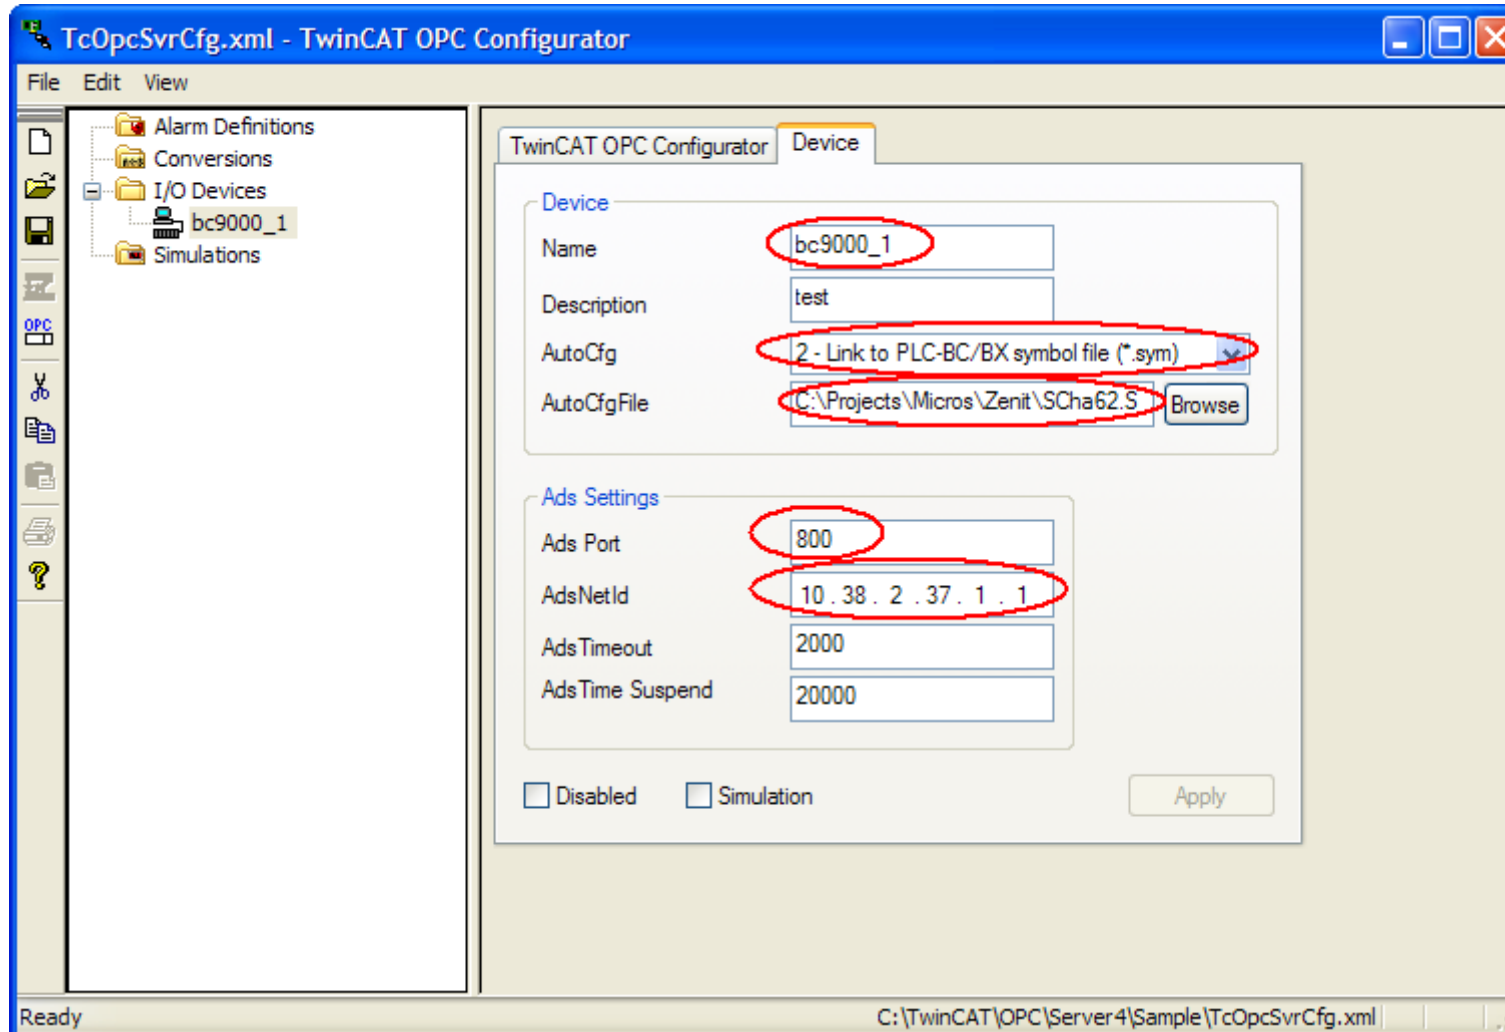 TcOpcSvrCfg.xml - TwinCAT OPC Configurator
File Edit View
Alarm Definitions
Conversions
I/O Devices
bc9000_1
Simulations
OPC
TwinCAT OPC Configurator Device
Device
Name bc9000_1
Description test
AutoCfg 2 - Link to PLC-BC/BX symbol file (*.sym)
AutoCfgFile C:\Projects\Micros\Zenit\SCha62.S Browse
Ads Settings
Ads Port 800
AdsNetId 10 . 38 . 2 . 37 . 1 . 1
AdsTimeout 2000
AdsTime Suspend 20000
Disabled Simulation Apply
Ready C:\TwinCAT\OPC\Server4\Sample\TcOpcSvrCfg.xml